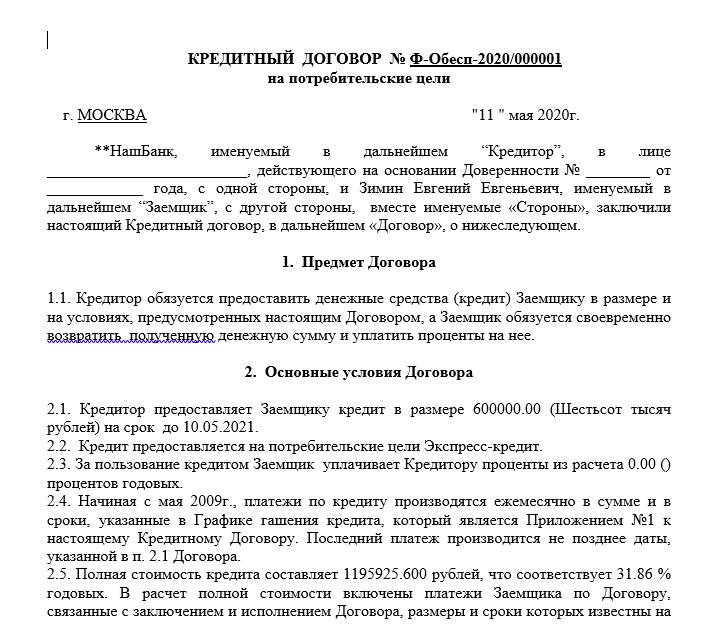 КРЕДИТНЫЙ ДОГОВОР № Ф-Обесп-2020/000001
на потребительские цели
г. МОСКВА "11 " мая 2020г.
**НашБанк, именуемый в дальнейшем “Кредитор”, в лице
_________________________, действующего на основании Доверенности № ________ от
____________ года, с одной стороны, и Зимин Евгений Евгеньевич, именуемый в
дальнейшем “Заемщик”, с другой стороны, вместе именуемые «Стороны», заключили
настоящий Кредитный договор, в дальнейшем «Договор», о нижеследующем.
1. Предмет Договора
1.1. Кредитор обязуется предоставить денежные средства (кредит) Заемщику в размере и
на условиях, предусмотренных настоящим Договором, а Заемщик обязуется своевременно
возвратить полученную денежную сумму и уплатить проценты на нее.
2. Основные условия Договора
2.1. Кредитор предоставляет Заемщику кредит в размере 600000.00 (Шестьсот тысяч
рублей) на срок до 10.05.2021.
2.2. Кредит предоставляется на потребительские цели Экспресс-кредит.
2.3. За пользование кредитом Заемщик уплачивает Кредитору проценты из расчета 0.00 ()
процентов годовых.
2.4. Начиная с мая 2009г., платежи по кредиту производятся ежемесячно в сумме и в
сроки, указанные в Графике гашения кредита, который является Приложением №1 к
настоящему Кредитному Договору. Последний платеж производится не позднее даты,
указанной в п. 2.1 Договора.
2.5. Полная стоимость кредита составляет 1195925.600 рублей, что соответствует 31.86 %
годовых. В расчет полной стоимости включены платежи Заемщика по Договору,
связанные с заключением и исполнением Договора, размеры и сроки которых известны на